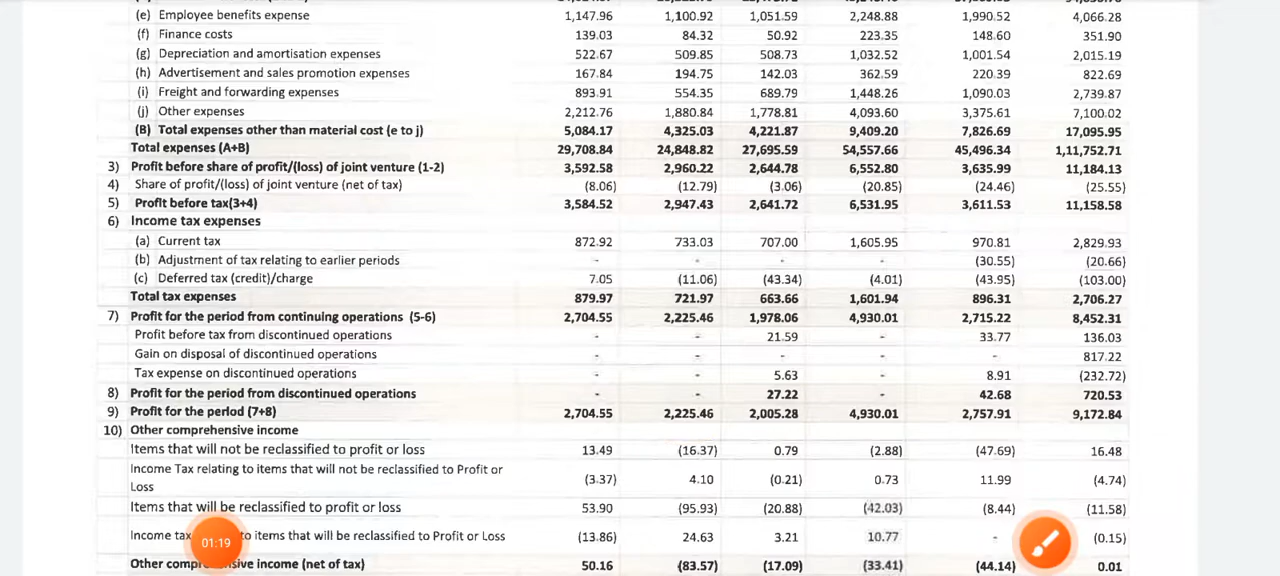 (e) Employee benefits expense 1,147.96 1,100.92 1,051.59 2,248.88 1,990.52 4,066.28
(f) Finance costs 139.03 84.32 50.92 223.35 148.60 351.90
(g) Depreciation and amortisation expenses 522.67 509.85 508.73 1,032.52 1,001.54 2,015.19
(h) Advertisement and sales promotion expenses 167.84 194.75 142.03 362.59 220.39 822.69
(i) Freight and forwarding expenses 893.91 554.35 689.79 1,448.26 1,090.03 2,739.87
(j) Other expenses 2,212.76 1,880.84 1,778.81 4,093.60 3,375.61 7,100.02
(B) Total expenses other than material cost (e to j) 5,084.17 4,325.03 4,221.87 9,409.20 7,826.69 17,095.95
Total expenses (A+B) 29,708.84 24,848.82 27,695.59 54,557.66 45,496.34 1,11,752.71
3) Profit before share of profit/(loss) of joint venture (1-2) 3,592.58 2,960.22 2,644.78 6,552.80 3,635.99 11,184.13
4) Share of profit/(loss) of joint venture (net of tax) (8.06) (12.79) (3.06) (20.85) (24.46) (25.55)
5) Profit before tax(3+4) 3,584.52 2,947.43 2,641.72 6,531.95 3,611.53 11,158.58
6) Income tax expenses
(a) Current tax 872.92 733.03 707.00 1,605.95 970.81 2,829.93
(b) Adjustment of tax relating to earlier periods - - - - (30.55) (20.66)
(c) Deferred tax (credit)/charge 7.05 (11.06) (43.34) (4.01) (43.95) (103.00)
Total tax expenses 879.97 721.97 663.66 1,601.94 896.31 2,706.27
7) Profit for the period from continuing operations (5-6) 2,704.55 2,225.46 1,978.06 4,930.01 2,715.22 8,452.31
Profit before tax from discontinued operations - - 21.59 - 33.77 136.03
Gain on disposal of discontinued operations - - - - - 817.22
Tax expense on discontinued operations - - 5.63 - 8.91 (232.72)
8) Profit for the period from discontinued operations - - 27.22 - 42.68 720.53
9) Profit for the period (7+8) 2,704.55 2,225.46 2,005.28 4,930.01 2,757.91 9,172.84
10) Other comprehensive income
Items that will not be reclassified to profit or loss 13.49 (16.37) 0.79 (2.88) (47.69) 16.48
Income Tax relating to items that will not be reclassified to Profit or
Loss (3.37) 4.10 (0.21) 0.73 11.99 (4.74)
Items that will be reclassified to profit or loss 53.90 (95.93) (20.88) (42.03) (8.44) (11.58)
Income tax to items that will be reclassified to Profit or Loss (13.86) 24.63 3.21 10.77 - (0.15)
01:19
Other income (net of tax) 50.16 (83.57) (17.09) (33.41) (44.14) 0.01